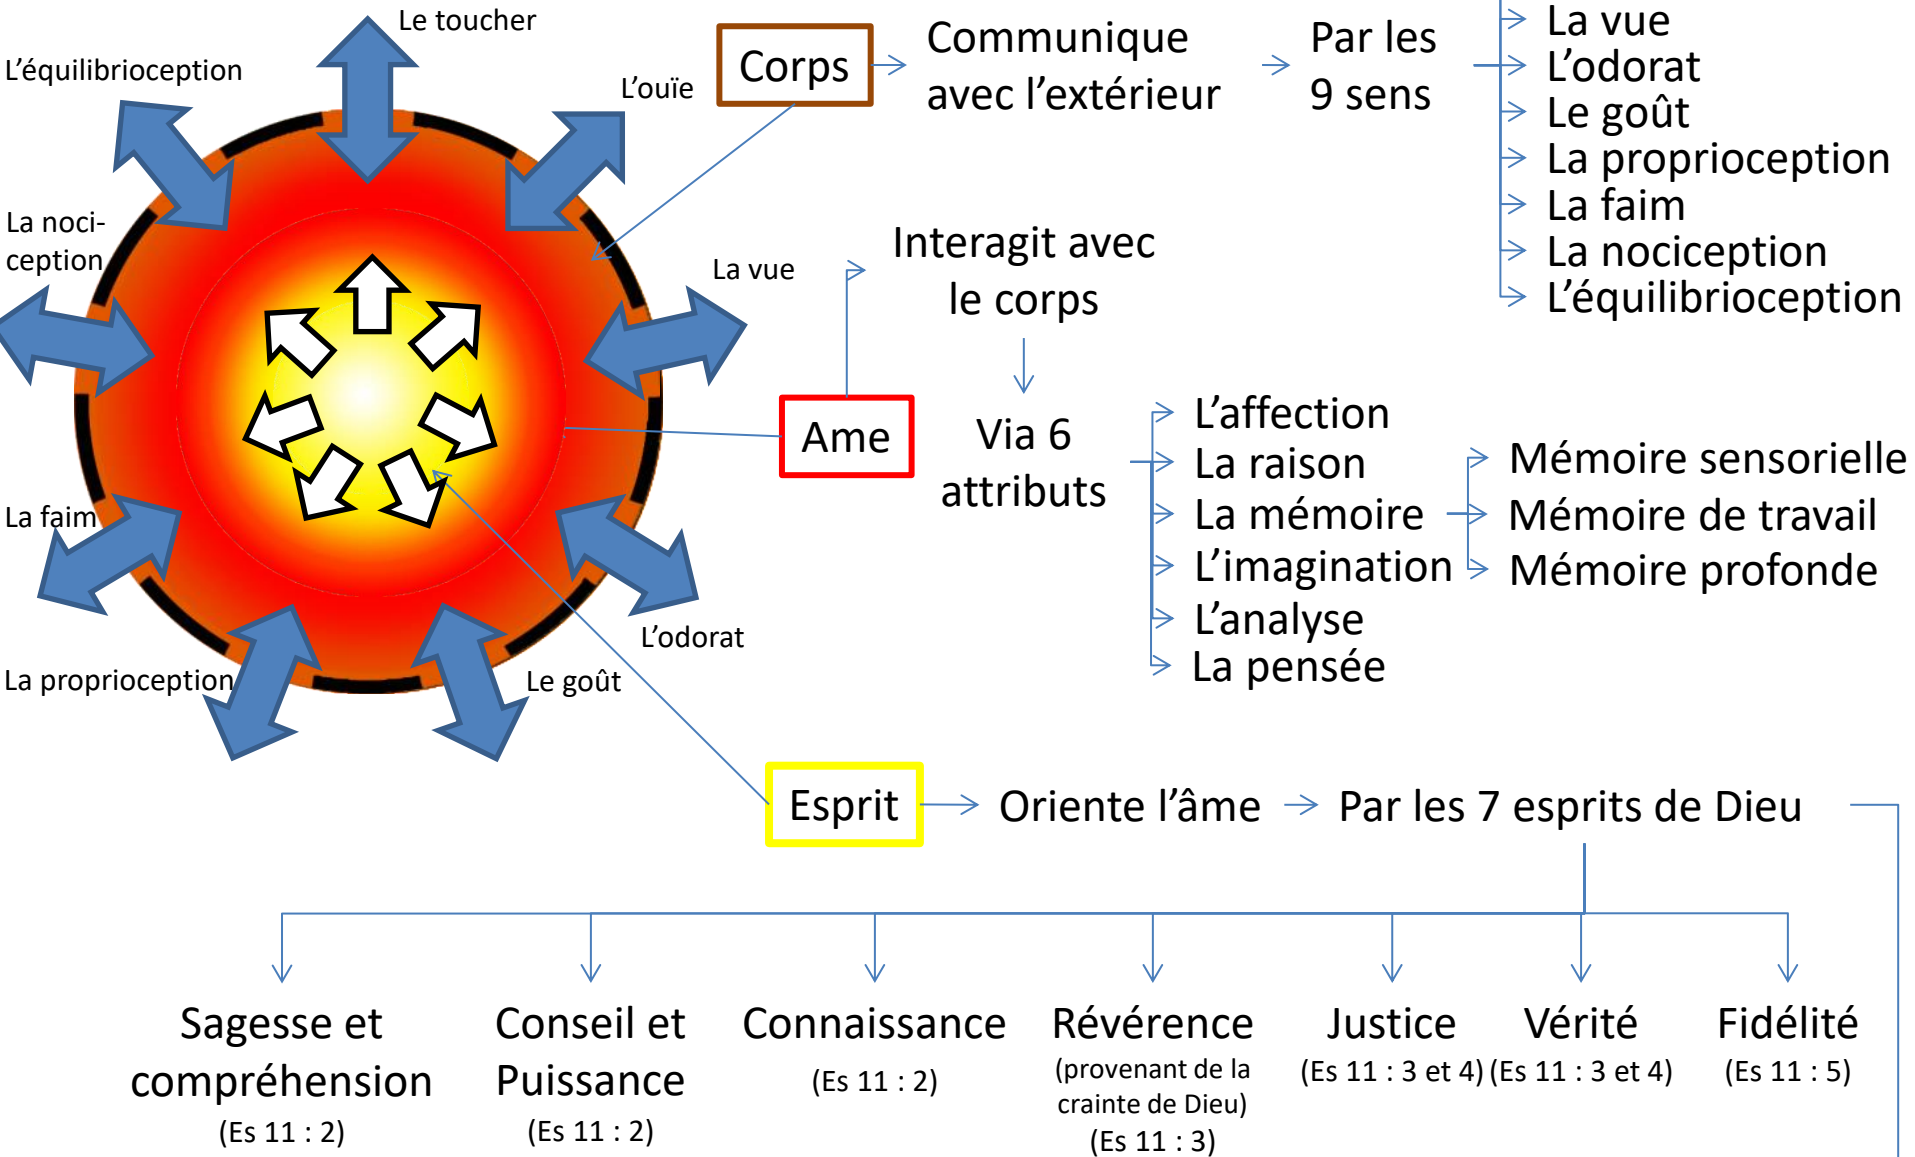 Le toucher
L'équilibrioception
L'ouïe
La noci-
ception
La vue
La faim
L'odorat
La proprioception
Le goût
Corps
Communique
avec l'extérieur
Par les
9 sens
La vue
L'odorat
Le goût
La proprioception
La faim
La nociception
L'équilibrioception
Interagit avec
le corps
Ame
Via 6
attributs
L'affection
La raison
La mémoire
L'imagination
L'analyse
La pensée
Mémoire sensorielle
Mémoire de travail
Mémoire profonde
Esprit
Oriente l'âme
Par les 7 esprits de Dieu
Sagesse et
compréhension
(Es 11 : 2)
Conseil et
Puissance
(Es 11 : 2)
Connaissance
(Es 11 : 2)
Révérence
(provenant de la
crainte de Dieu)
(Es 11 : 3)
Justice
(Es 11 : 3 et 4)
Vérité
(Es 11 : 3 et 4)
Fidélité
(Es 11 : 5)